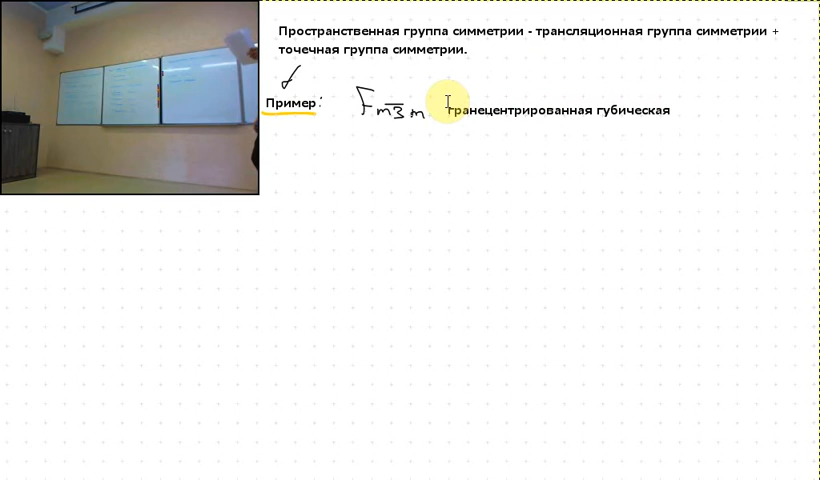 Пространственная группа симметрии - трансляционная группа симметрии +
точечная группа симметрии.
Пример: Fm3̅m гранецентрированная губическая